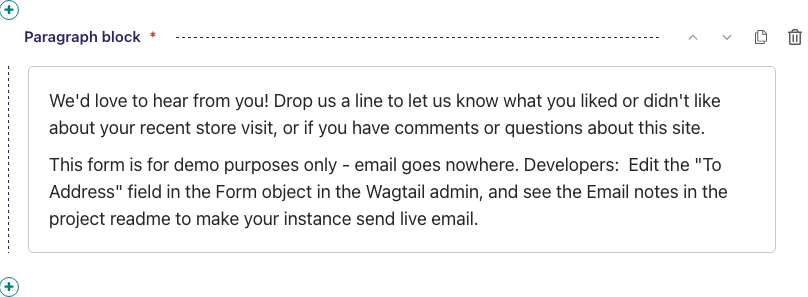 Paragraph block *
We'd love to hear from you! Drop us a line to let us know what you liked or didn't like
about your recent store visit, or if you have comments or questions about this site.
This form is for demo purposes only - email goes nowhere. Developers:  Edit the "To
Address" field in the Form object in the Wagtail admin, and see the Email notes in the
project readme to make your instance send live email.